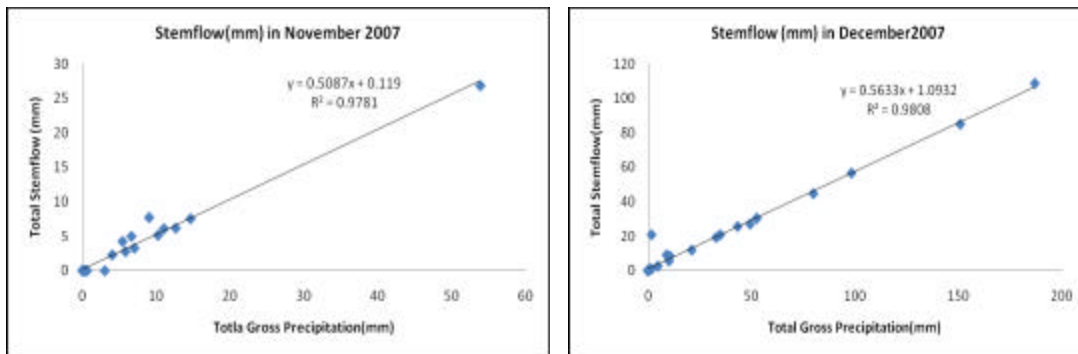 Stemflow(mm) in November 2007
y = 0.5087x + 0.119
R² = 0.9781
Total Stemflow (mm)
30
25
20
15
10
5
0
0 10 20 30 40 50 60
Totla Gross Precipitation(mm)
Stemflow (mm) in December2007
y = 0.5633x + 1.0932
R² = 0.9808
Total Stemflow(mm)
120
100
80
60
40
20
0
0 50 100 150 200
Total Gross Precipitation(mm)